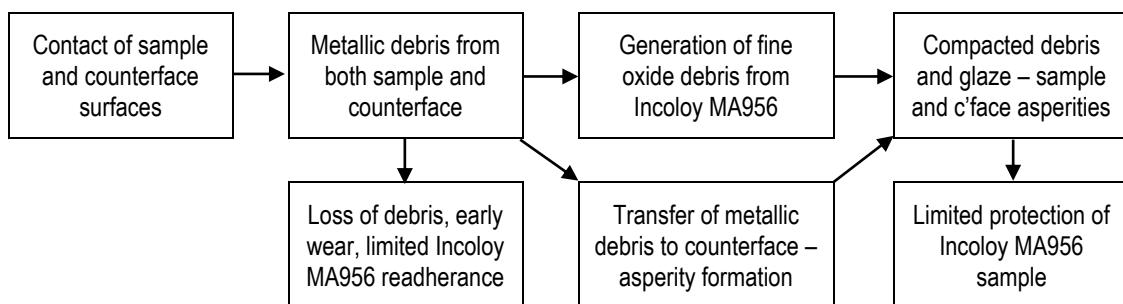 Contact of sample
and counterface
surfaces
Metallic debris from
both sample and
counterface
Generation of fine
oxide debris from
Incoloy MA956
Compacted debris
and glaze – sample
and c'face asperities
Loss of debris, early
wear, limited Incoloy
MA956 readherance
Transfer of metallic
debris to counterface –
asperity formation
Limited protection of
Incoloy MA956
sample